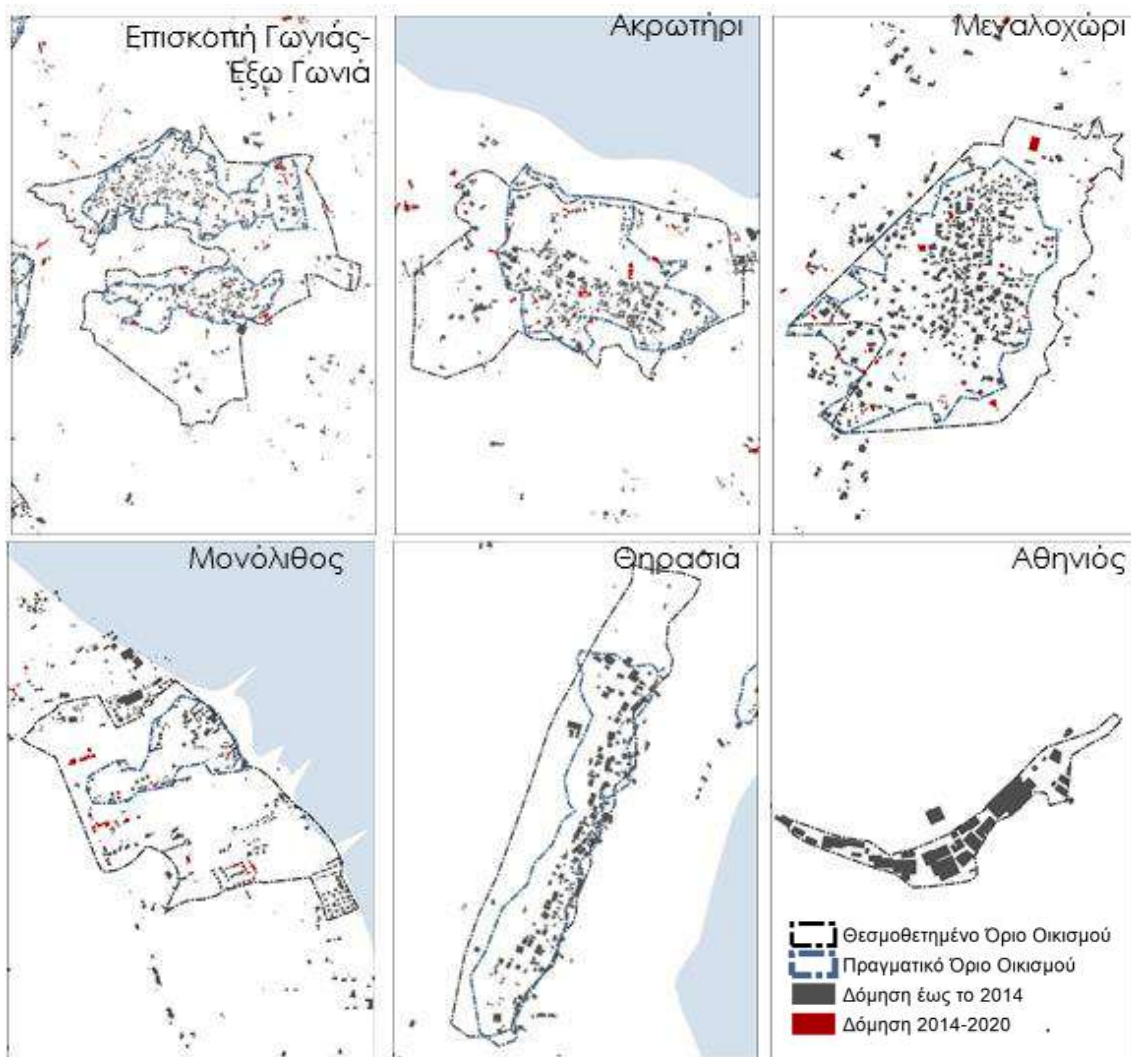 Επισκοπή Γωνιάς-
Έξω Γωνιά
Ακρωτήρι
Μεγαλοχώρι
Μονόλιθος
Θηρασιά
Αθηνιός
Θεσμοθετημένο Όριο Οικισμού
Πραγματικό Όριο Οικισμού
Δόμηση έως το 2014
Δόμηση 2014-2020